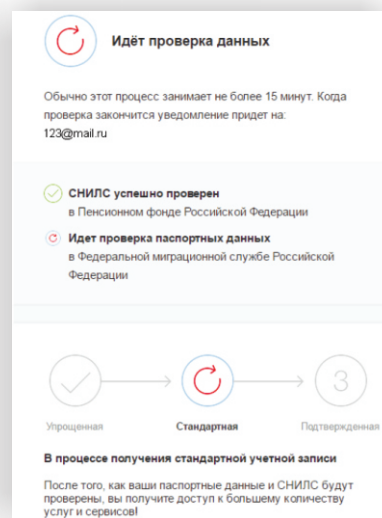 Идёт проверка данных
Обычно этот процесс занимает не более 15 минут. Когда
проверка закончится уведомление придет на:
123@mail.ru
СНИЛС успешно проверен
в Пенсионном фонде Российской Федерации
Идет проверка паспортных данных
в Федеральной миграционной службе Российской
Федерации
3
Упрощенная Стандартная Подтвержденная
В процессе получения стандартной учетной записи
После того, как ваши паспортные данные и СНИЛС будут
проверены, вы получите доступ к большему количеству
услуг и сервисов!